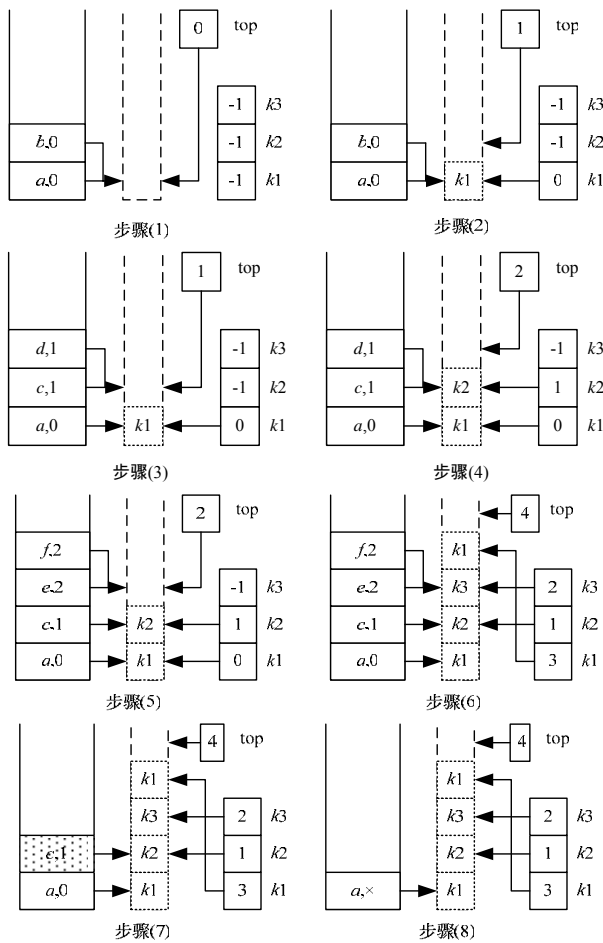 0 top
-1 k3
b,0 -1 k2
a,0 -1 k1
步骤(1)
1 top
-1 k3
b,0 -1 k2
a,0 k1 0 k1
步骤(2)
1 top
d,1 -1 k3
c,1 -1 k2
a,0 k1 0 k1
步骤(3)
2 top
d,1 -1 k3
c,1 k2 1 k2
a,0 k1 0 k1
步骤(4)
2 top
f,2
e,2 -1 k3
c,1 k2 1 k2
a,0 k1 0 k1
步骤(5)
4 top
f,2 k1
e,2 k3 2 k3
c,1 k2 1 k2
a,0 k1 3 k1
步骤(6)
4 top
k1
k3 2 k3
c,1 k2 1 k2
a,0 k1 3 k1
步骤(7)
4 top
k1
k3 2 k3
k2 1 k2
a,× k1 3 k1
步骤(8)